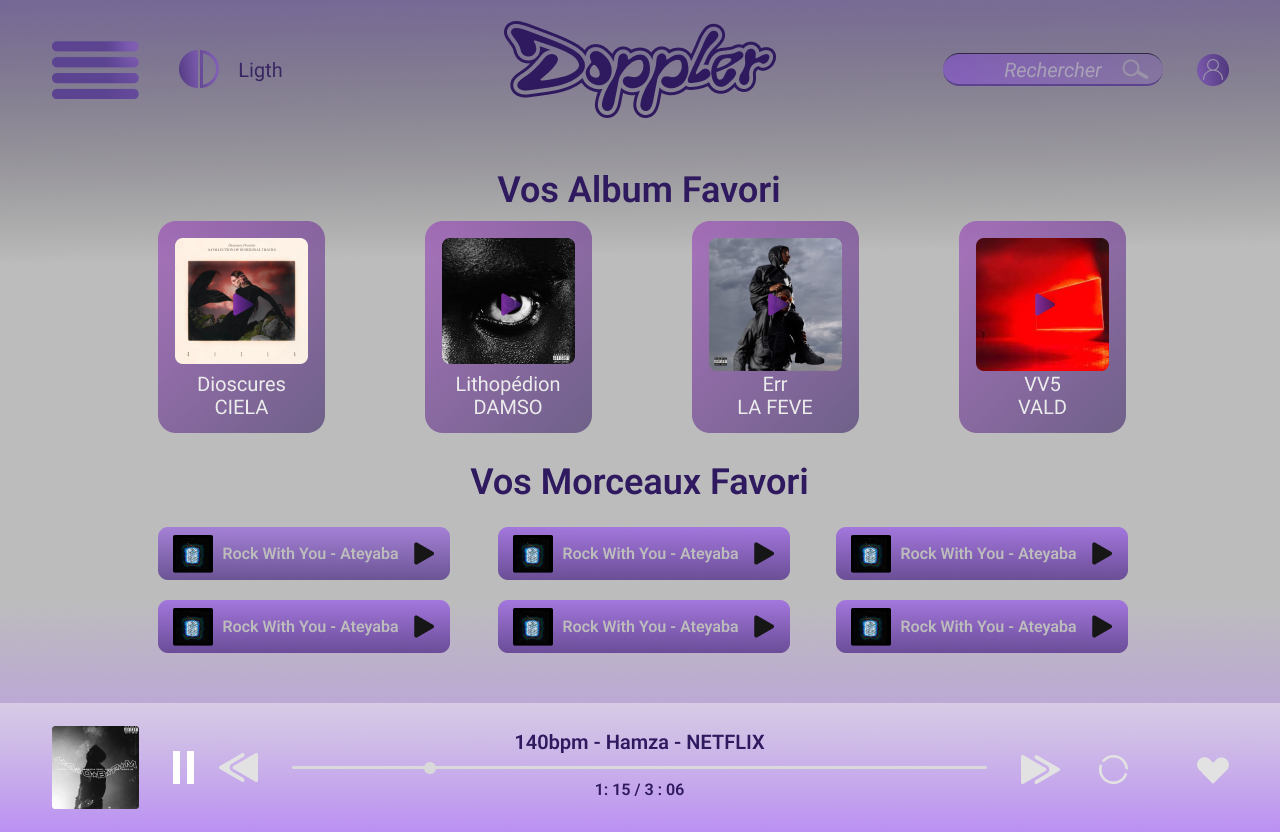 Ligth
Doppler
Rechercher
Vos Album Favori
Dioscures
CIELA
Lithopédion
DAMSO
Err
LA FEVE
VV5
VALD
Vos Morceaux Favori
Rock With You - Ateyaba
Rock With You - Ateyaba
Rock With You - Ateyaba
Rock With You - Ateyaba
Rock With You - Ateyaba
Rock With You - Ateyaba
140bpm - Hamza - NETFLIX
1: 15 / 3 : 06